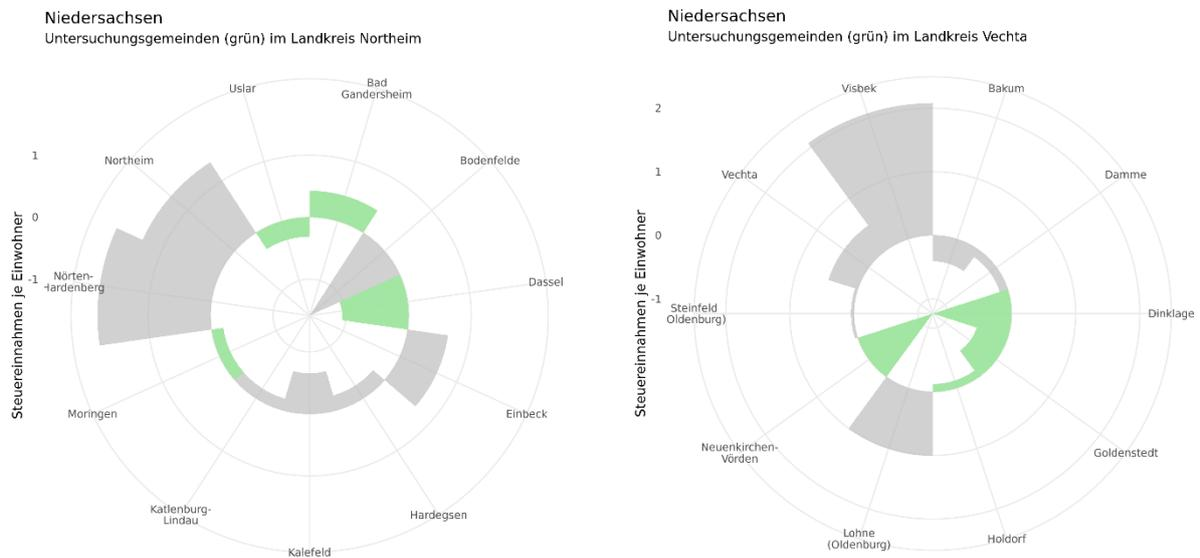 Niedersachsen
Untersuchungsgemeinden (grün) im Landkreis Northeim
Steuereinnahmen je Einwohner
1
0
-1
Uslar
Bad
Gandersheim
Northeim
Bodenfelde
Nörten-
Hardenberg
Dassel
Moringen
Einbeck
Katlenburg-
Lindau
Hardegsen
Kalefeld
Niedersachsen
Untersuchungsgemeinden (grün) im Landkreis Vechta
Steuereinnahmen je Einwohner
2
1
0
-1
Visbek
Bakum
Vechta
Damme
Steinfeld
Oldenburg)
Dinklage
Neuenkirchen-
Vörden
Goldenstedt
Lohne
(Oldenburg)
Holdorf